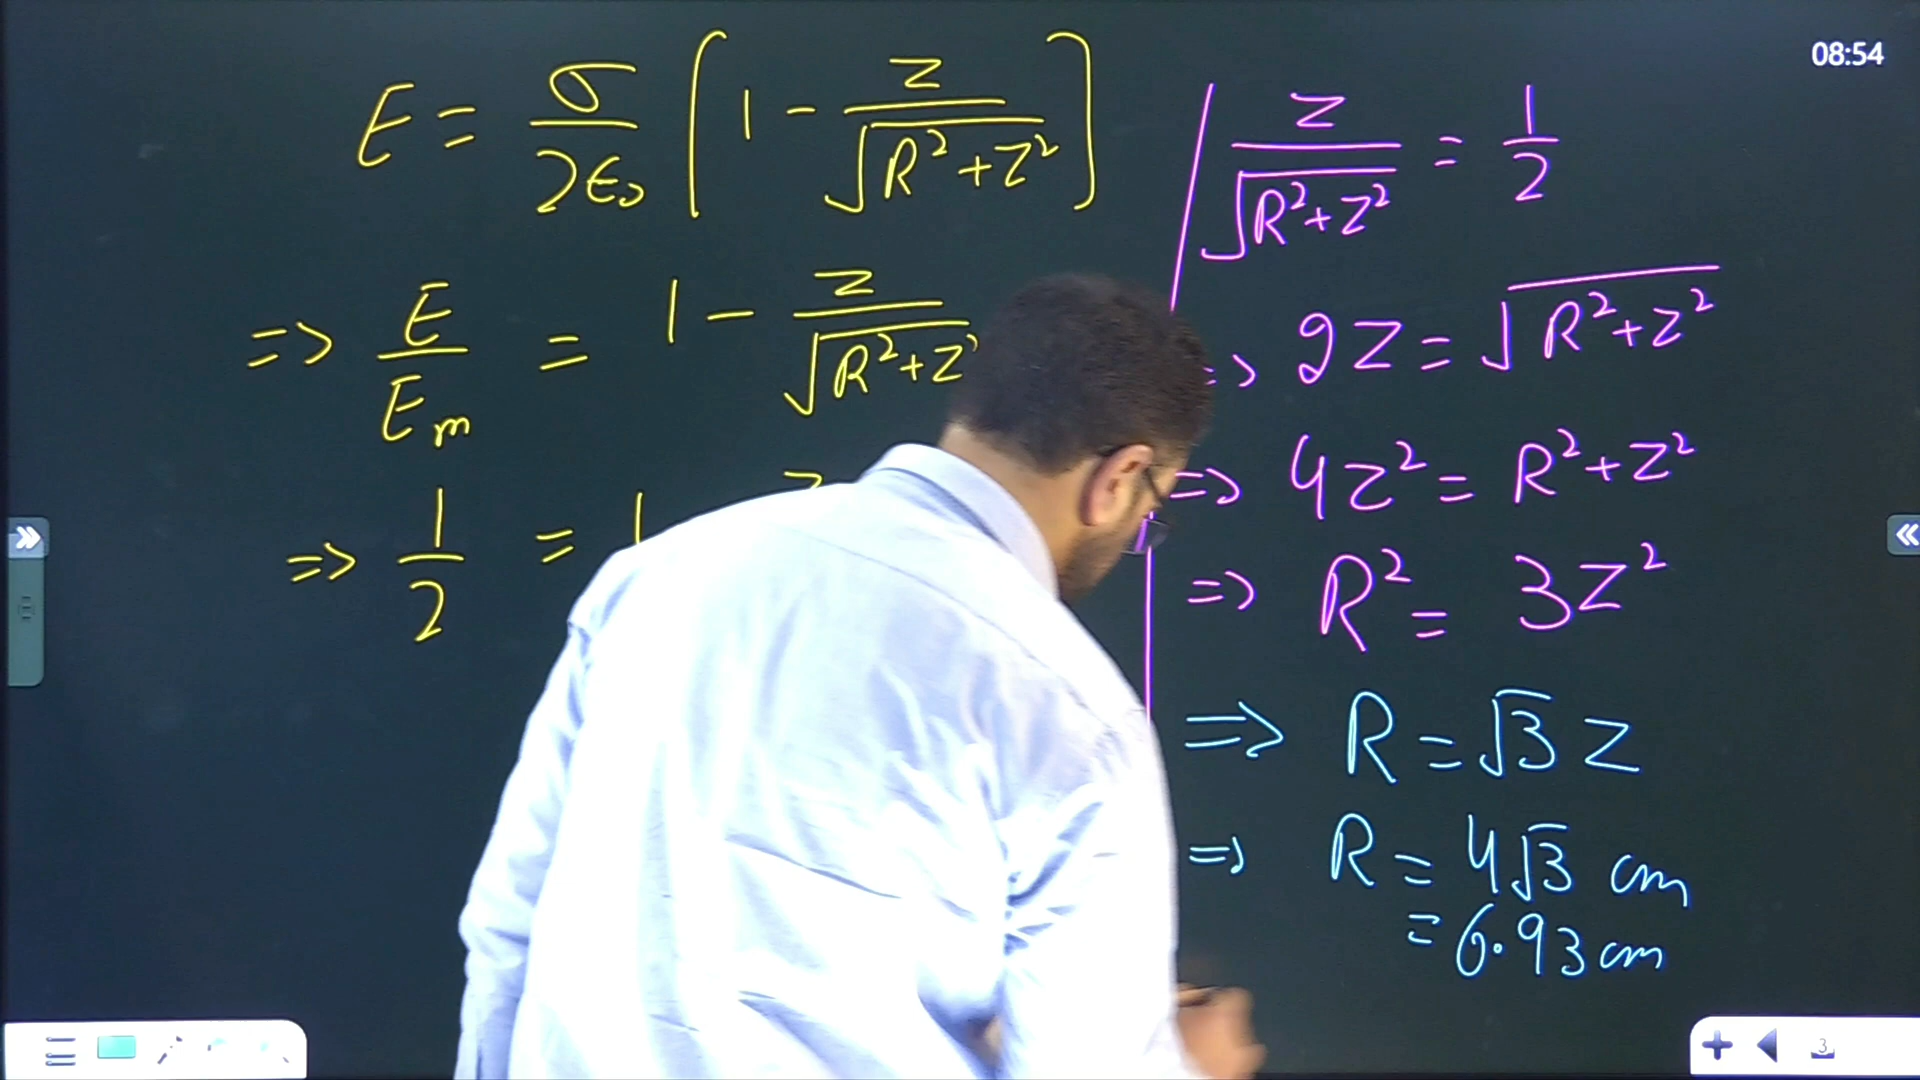 08:54
E = σ/2ϵ₀ [1 - z/√(R²+z²)]
=> E/Eₘ = 1 - z/√(R²+z²
=> 1/2 = 1 z
z/√(R²+z²) = 1/2
=> 2z = √(R²+z²)
=> 4z² = R²+z²
=> R² = 3z²
=> R = √3 z
=> R = 4√3 cm
= 6.93 cm
3